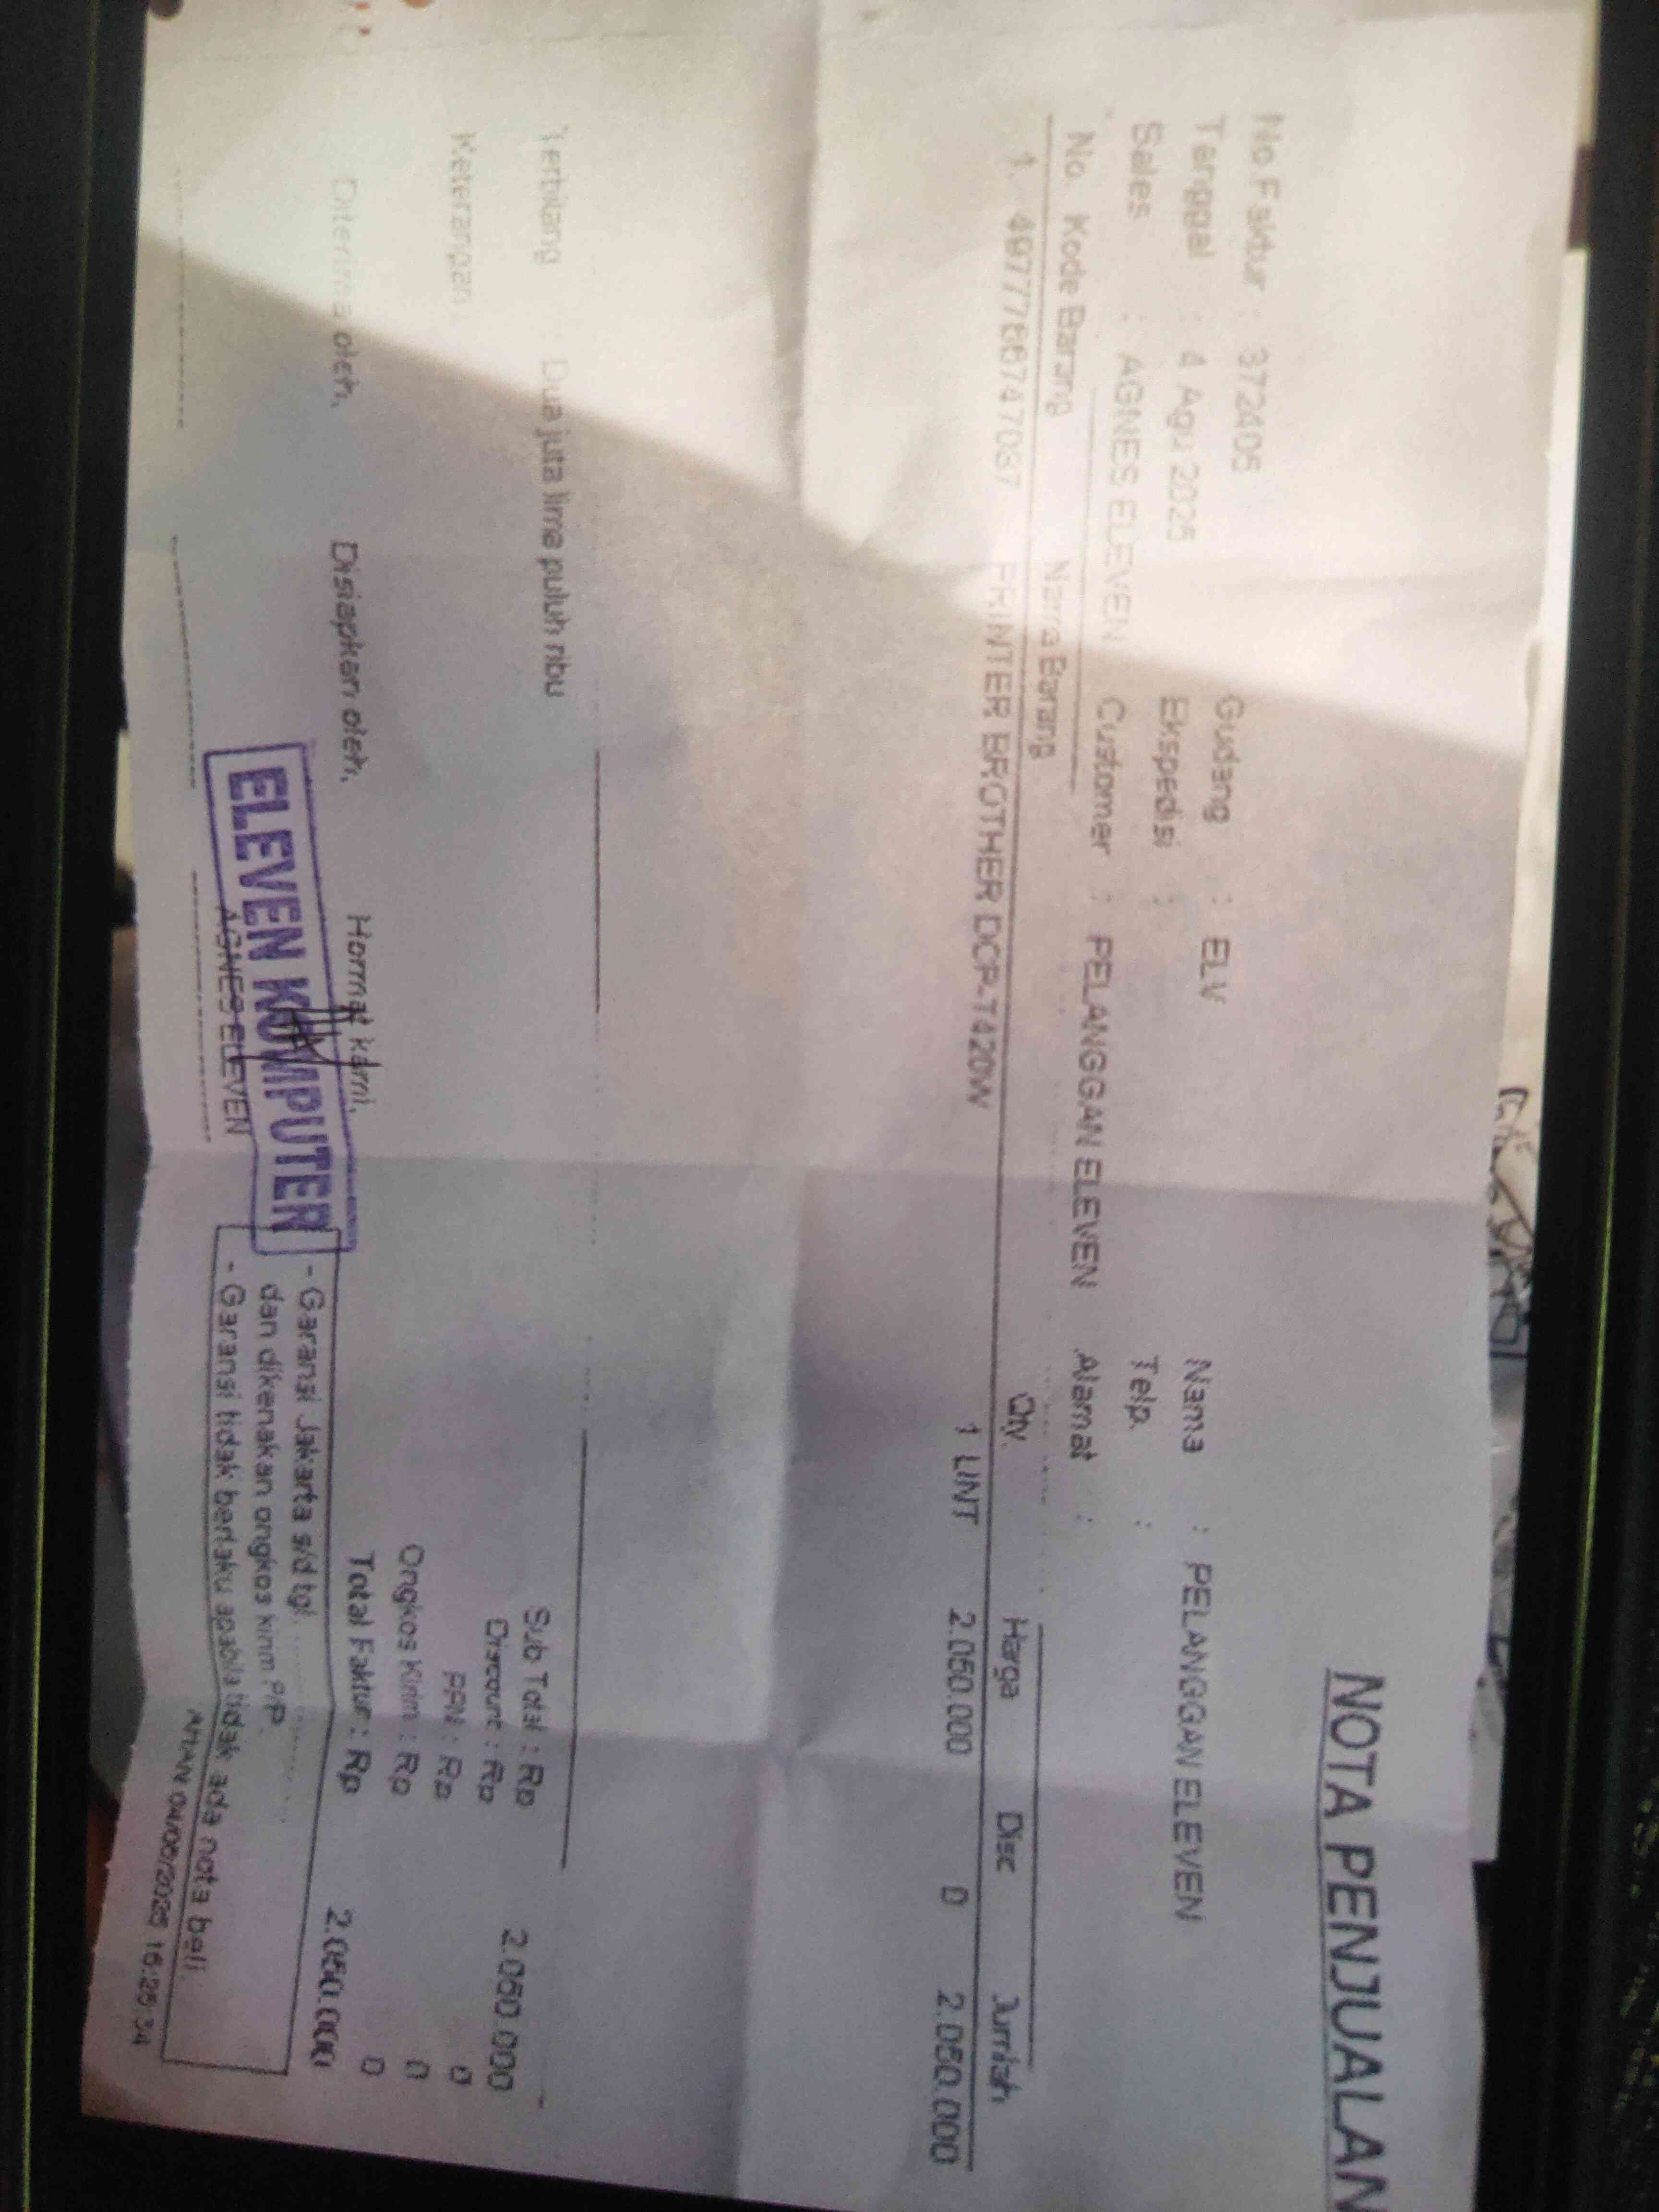 NOTA PENJUALAN
No.Faktur : 372405 Gudang : ELV Nama : PELANGGAN ELEVEN
Tanggal : 4 Agu 2025 Ekspedisi : Telp. :
Sales : AGNES ELEVEN Customer : PELANGGAN ELEVEN Alamat :
No. Kode Barang Nama Barang Qty. Harga Disc Jumlah
1. PRINTER BROTHER DCP-T420W 1 UNIT 2.050.000 0 2.050.000
Terbilang : Dua juta lima puluh ribu
Sub Total : Rp 2.050.000
Discount : Rp 0
Keterangan
PPN : Rp 0
Ongkos Kirim : Rp 0
Total Faktur : Rp 2.050.000
Diterima oleh, Disiapkan oleh, Hormat kami,
ELEVEN KOMPUTER
AGNES ELEVEN
- Garansi Jakarta s/d tgl
dan dikenakan ongkos kirim P/P.
- Garansi tidak berlaku apabila tidak ada nota beli
04/08/2025